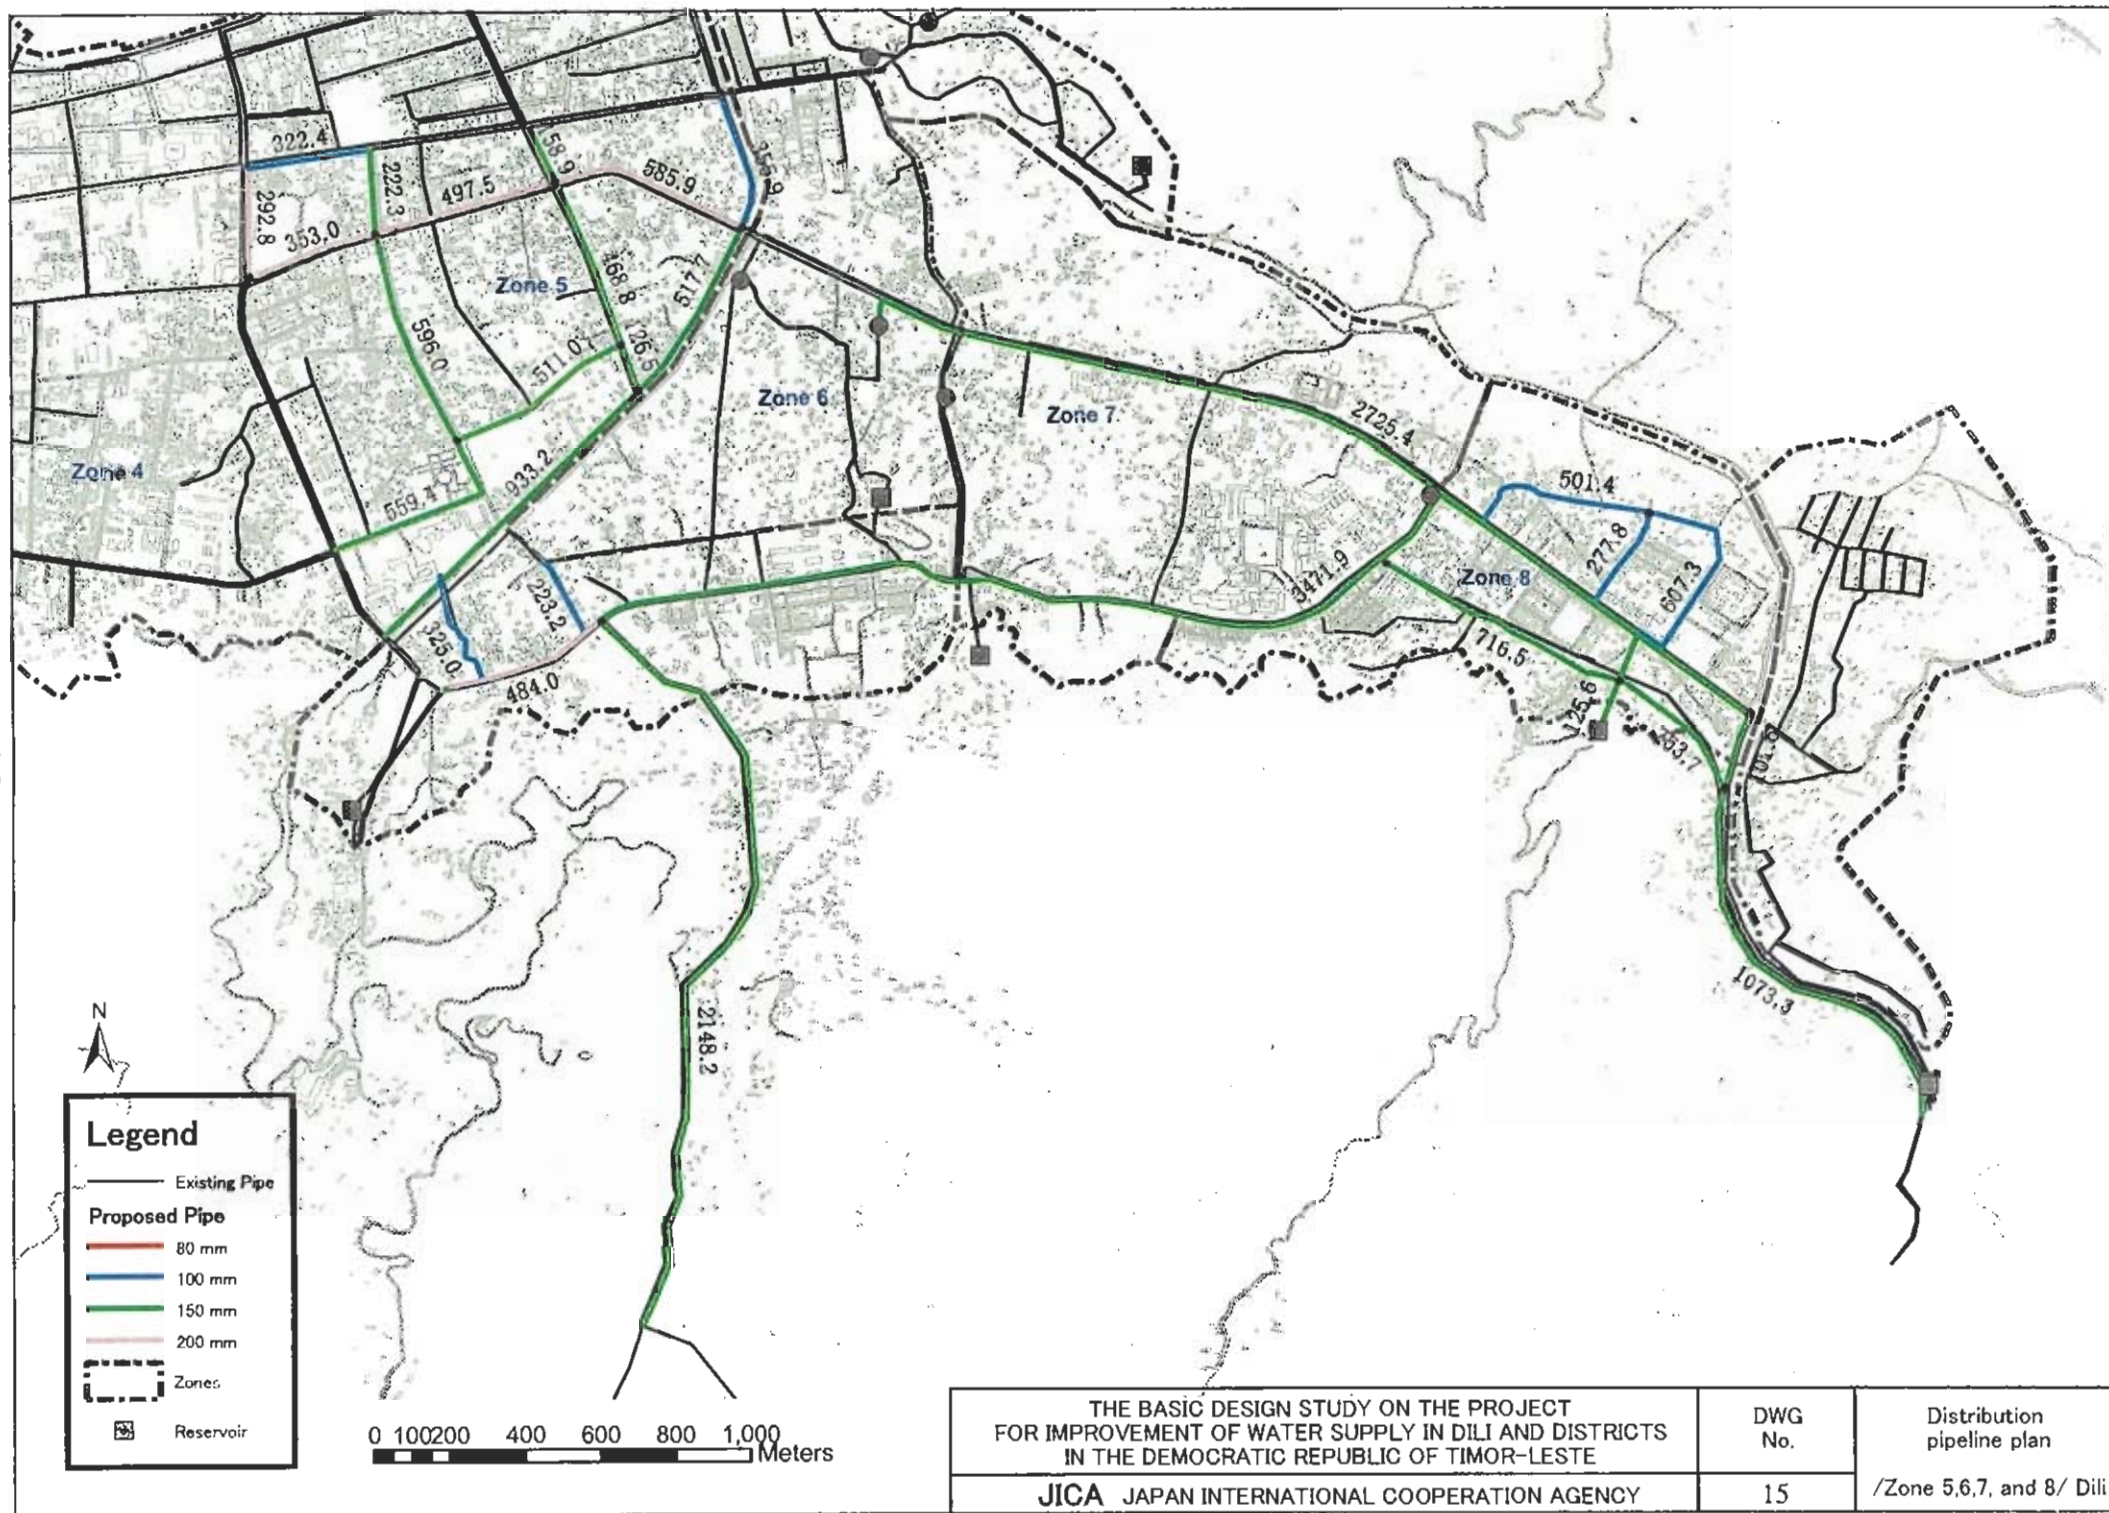 322.4
222.3
58.9
497.5
585.9
292.8
353.0
Zone 5
468.8
517.7
596.0
511.0
126.5
Zone 6
Zone 7
2725.4
Zone 4
559.4
933.2
501.4
277.8
607.3
Zone 8
3471.9
223.2
325.0
484.0
716.5
125.6
2148.2
1073.3
N
Legend
Existing Pipe
Proposed Pipe
80 mm
100 mm
150 mm
200 mm
Zones
Reservoir
0 100200 400 600 800 1,000
Meters
THE BASIC DESIGN STUDY ON THE PROJECT
FOR IMPROVEMENT OF WATER SUPPLY IN DILI AND DISTRICTS
IN THE DEMOCRATIC REPUBLIC OF TIMOR-LESTE
JICA JAPAN INTERNATIONAL COOPERATION AGENCY
DWG
No.
15
Distribution
pipeline plan
/Zone 5,6,7, and 8/ Dili